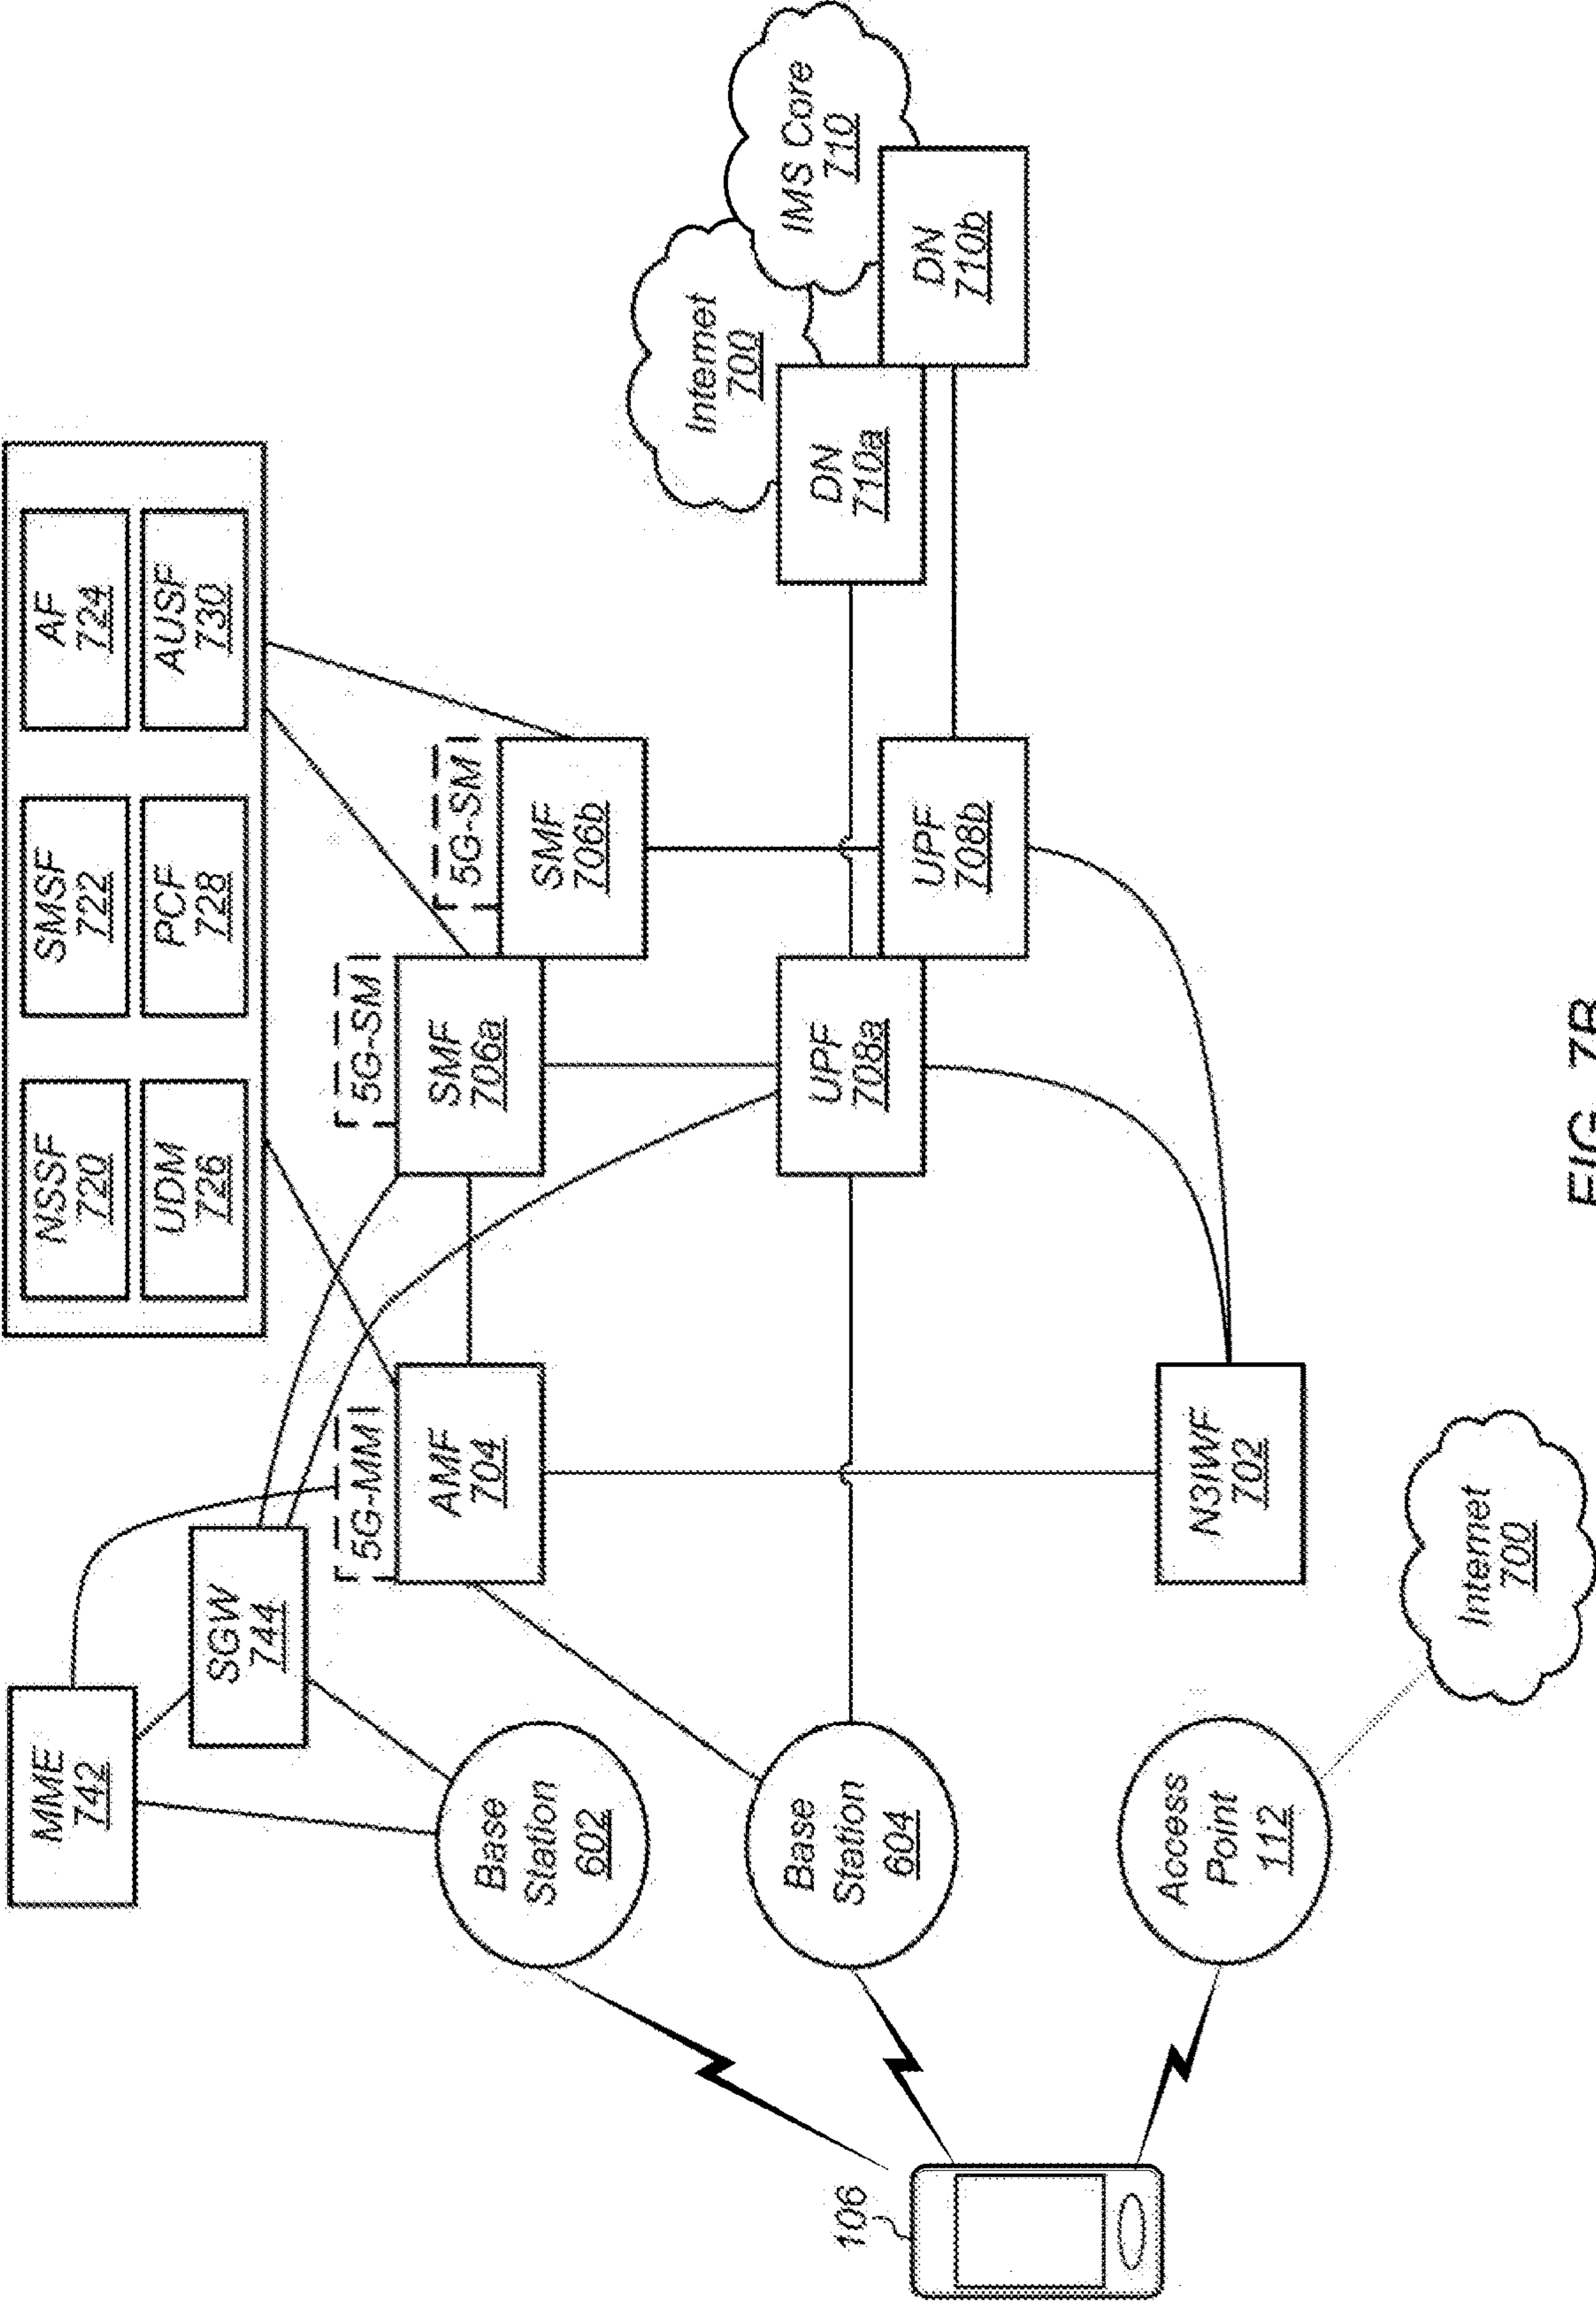 NSSF
720
SMSF
722
AF
724
UDM
726
PCF
728
AUSF
730
MME
742
SGW
744
5G-MM
AMF
704
5G-SM
SMF
706a
5G-SM
SMF
706b
Base
Station
602
Base
Station
604
UPF
708a
UPF
708b
Internet
700
IMS Core
710
DN
710a
DN
710b
106
Access
Point
112
N3IWF
702
Internet
700
FIG. 7B